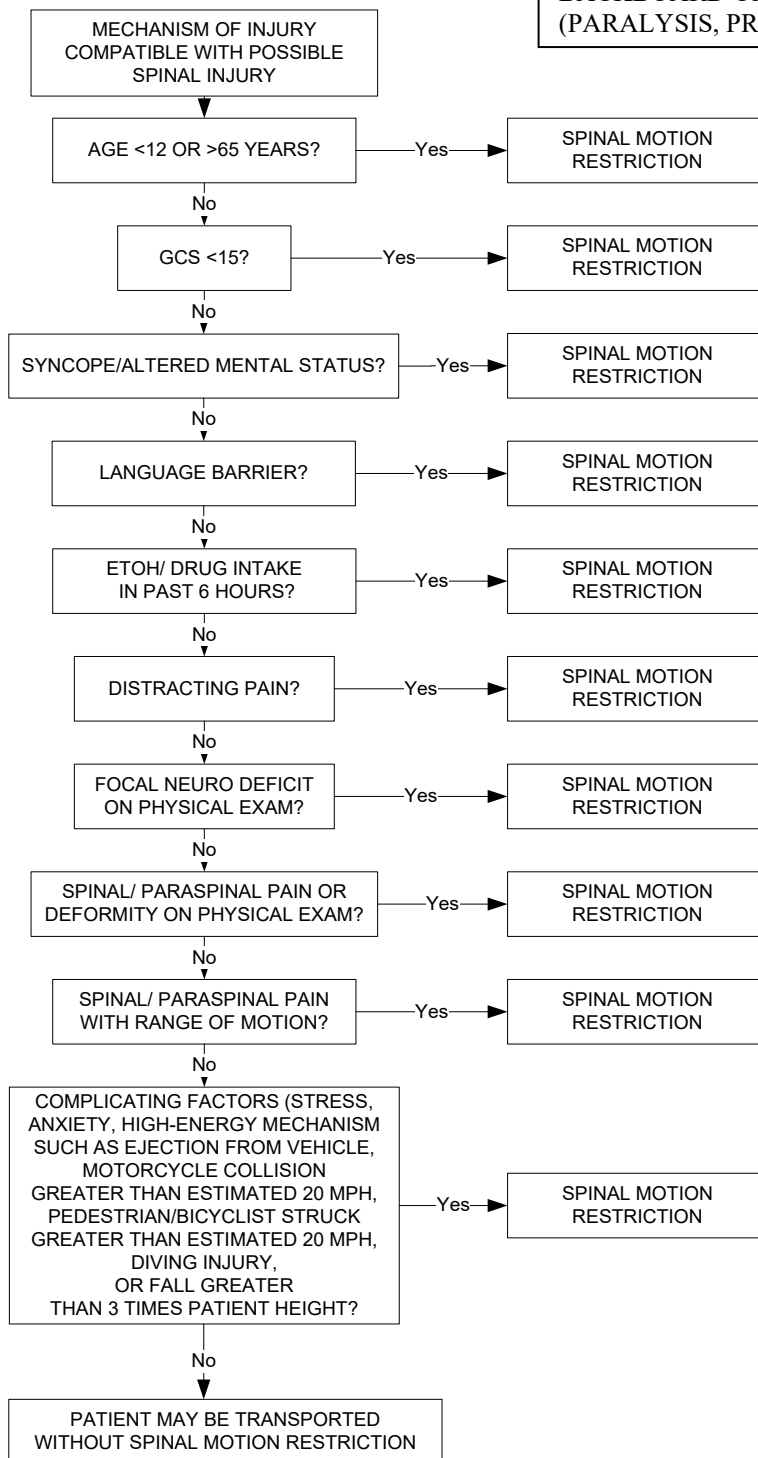 (PARALYSIS, PR
MECHANISM OF INJURY
COMPATIBLE WITH POSSIBLE
SPINAL INJURY
AGE <12 OR >65 YEARS?
Yes
SPINAL MOTION
RESTRICTION
No
GCS <15?
Yes
SPINAL MOTION
RESTRICTION
No
SYNCOPE/ALTERED MENTAL STATUS?
Yes
SPINAL MOTION
RESTRICTION
No
LANGUAGE BARRIER?
Yes
SPINAL MOTION
RESTRICTION
No
ETOH/ DRUG INTAKE
IN PAST 6 HOURS?
Yes
SPINAL MOTION
RESTRICTION
No
DISTRACTING PAIN?
Yes
SPINAL MOTION
RESTRICTION
No
FOCAL NEURO DEFICIT
ON PHYSICAL EXAM?
Yes
SPINAL MOTION
RESTRICTION
No
SPINAL/ PARASPINAL PAIN OR
DEFORMITY ON PHYSICAL EXAM?
Yes
SPINAL MOTION
RESTRICTION
No
SPINAL/ PARASPINAL PAIN
WITH RANGE OF MOTION?
Yes
SPINAL MOTION
RESTRICTION
No
COMPLICATING FACTORS (STRESS,
ANXIETY, HIGH-ENERGY MECHANISM
SUCH AS EJECTION FROM VEHICLE,
MOTORCYCLE COLLISION
GREATER THAN ESTIMATED 20 MPH,
PEDESTRIAN/BICYCLIST STRUCK
GREATER THAN ESTIMATED 20 MPH,
DIVING INJURY,
OR FALL GREATER
THAN 3 TIMES PATIENT HEIGHT?
Yes
SPINAL MOTION
RESTRICTION
No
PATIENT MAY BE TRANSPORTED
WITHOUT SPINAL MOTION RESTRICTION